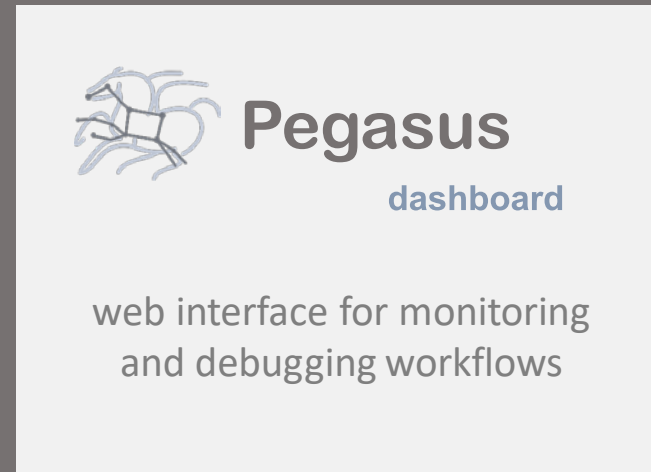 Pegasus
dashboard
web interface for monitoring
and debugging workflows